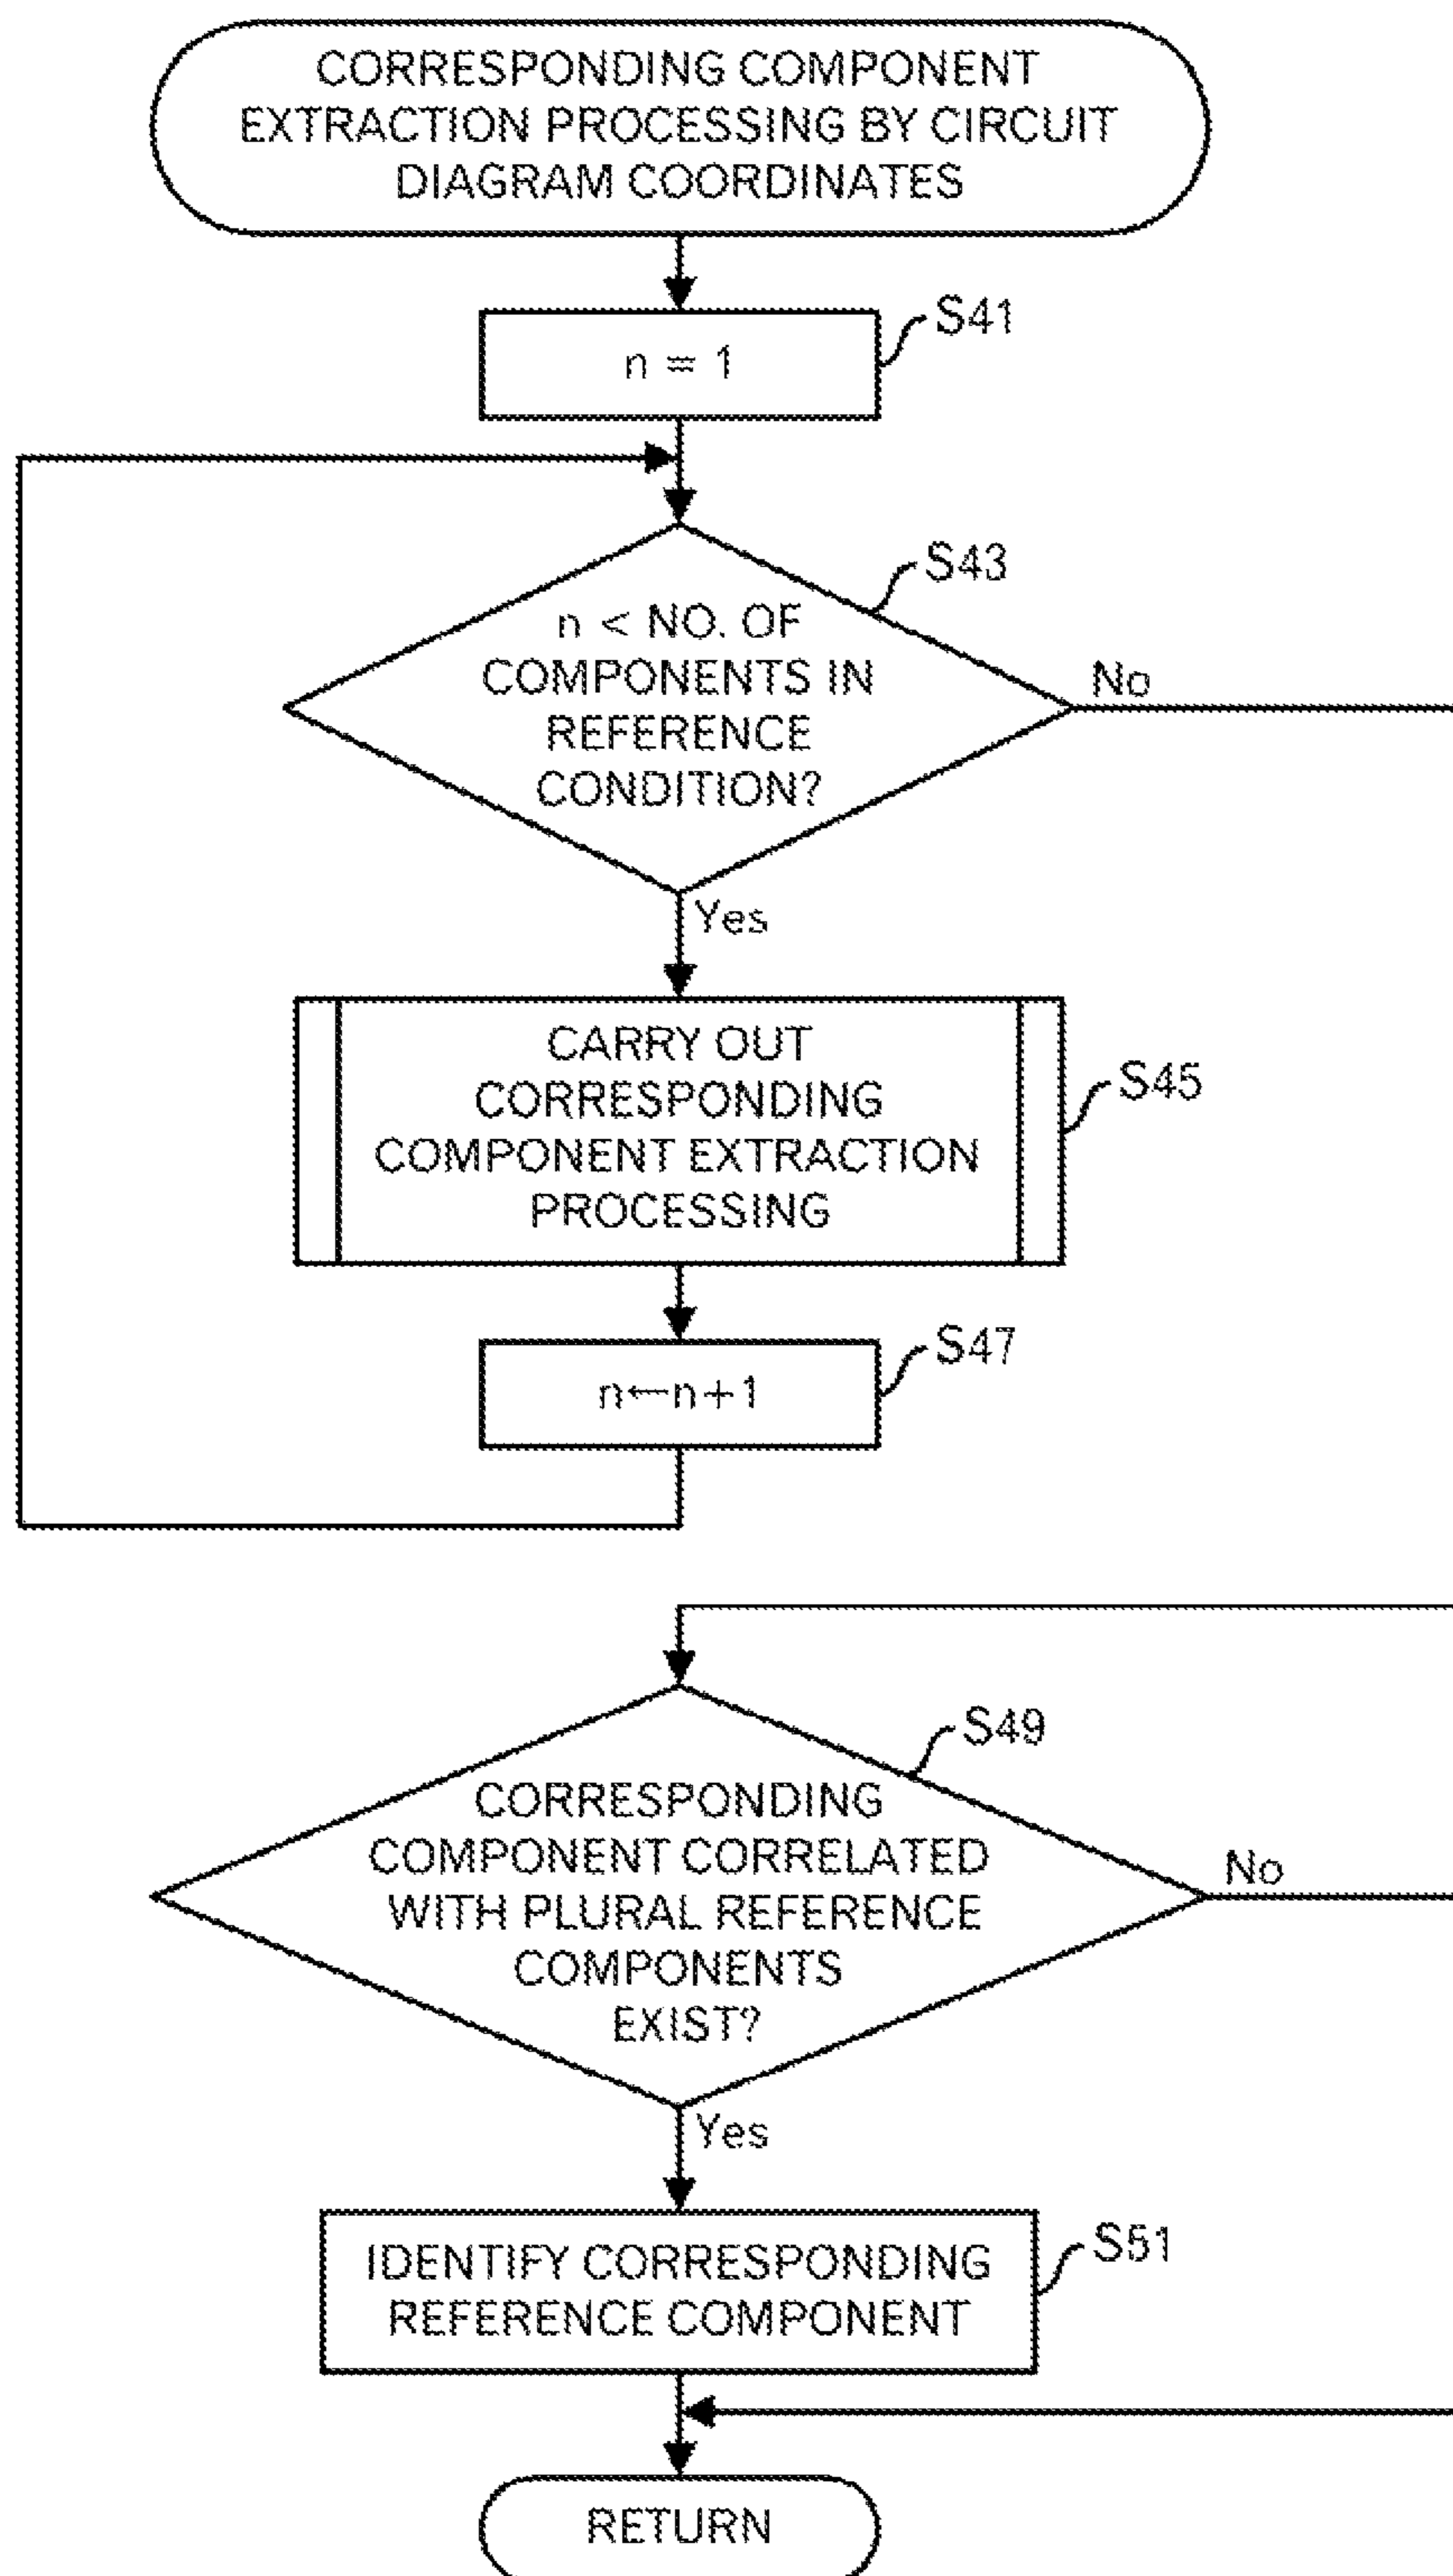 CORRESPONDING COMPONENT
EXTRACTION PROCESSING BY CIRCUIT
DIAGRAM COORDINATES
S41
n = 1
S43
n < NO. OF
COMPONENTS IN
REFERENCE
CONDITION?
No
Yes
CARRY OUT
CORRESPONDING
COMPONENT EXTRACTION
PROCESSING
S45
S47
n←n+1
S49
CORRESPONDING
COMPONENT CORRELATED
WITH PLURAL REFERENCE
COMPONENTS
EXIST?
No
Yes
IDENTIFY CORRESPONDING
REFERENCE COMPONENT
S51
RETURN